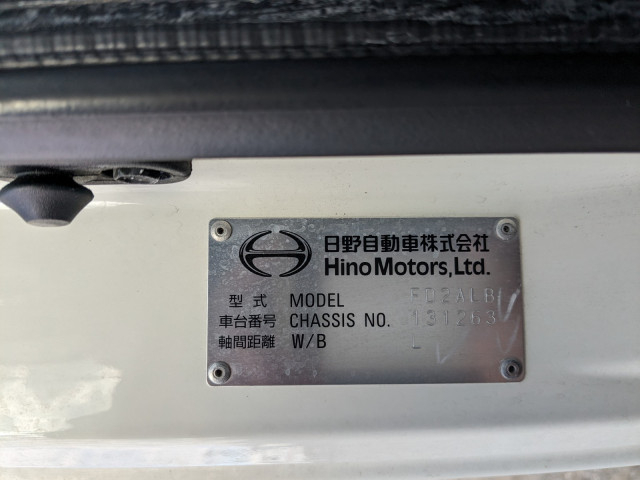 日野自動車株式会社
Hino Motors, Ltd.
型式 MODEL FD2ALB
車台番号 CHASSIS NO. 131263
軸間距離 W/B L